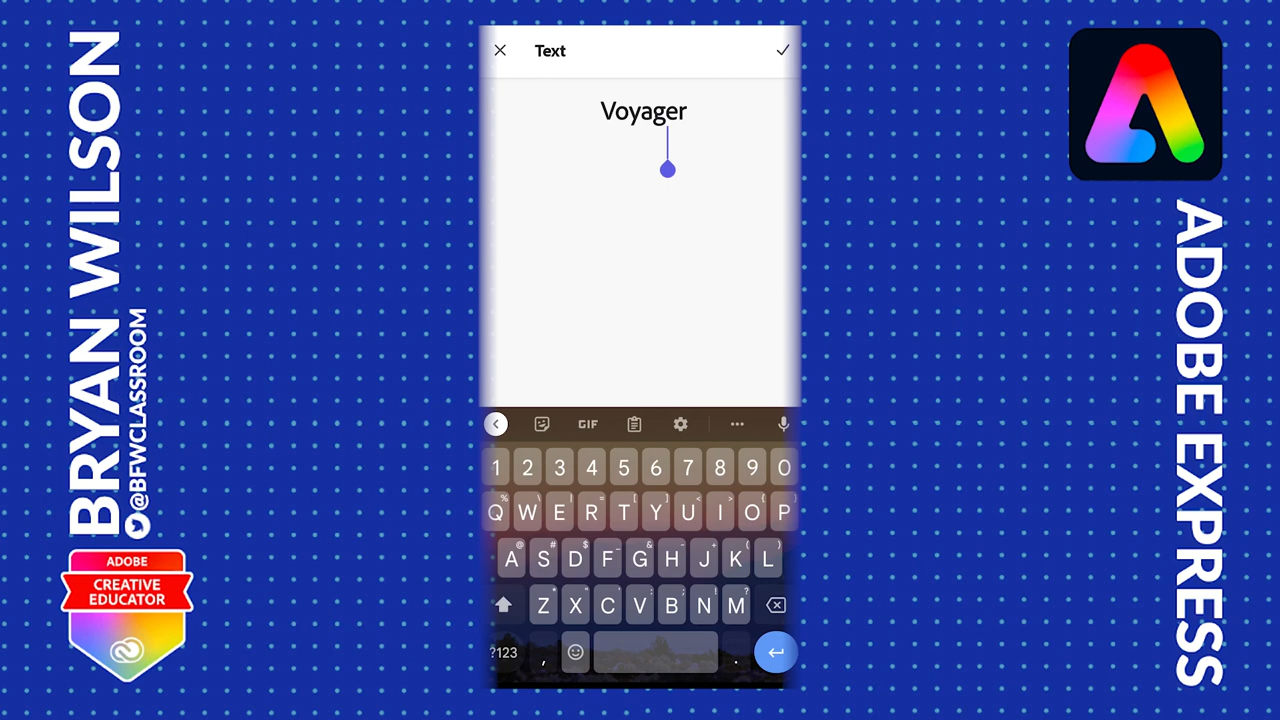 BRYAN WILSON
@BFWCLASSROOM
ADOBE
CREATIVE
EDUCATOR
Text
Voyager
GIF
1 2 3 4 5 6 7 8 9 0
Q W E R T Y U I O P
A S D F G H J K L
Z X C V B N M
?123 , .
ADOBE EXPRESS